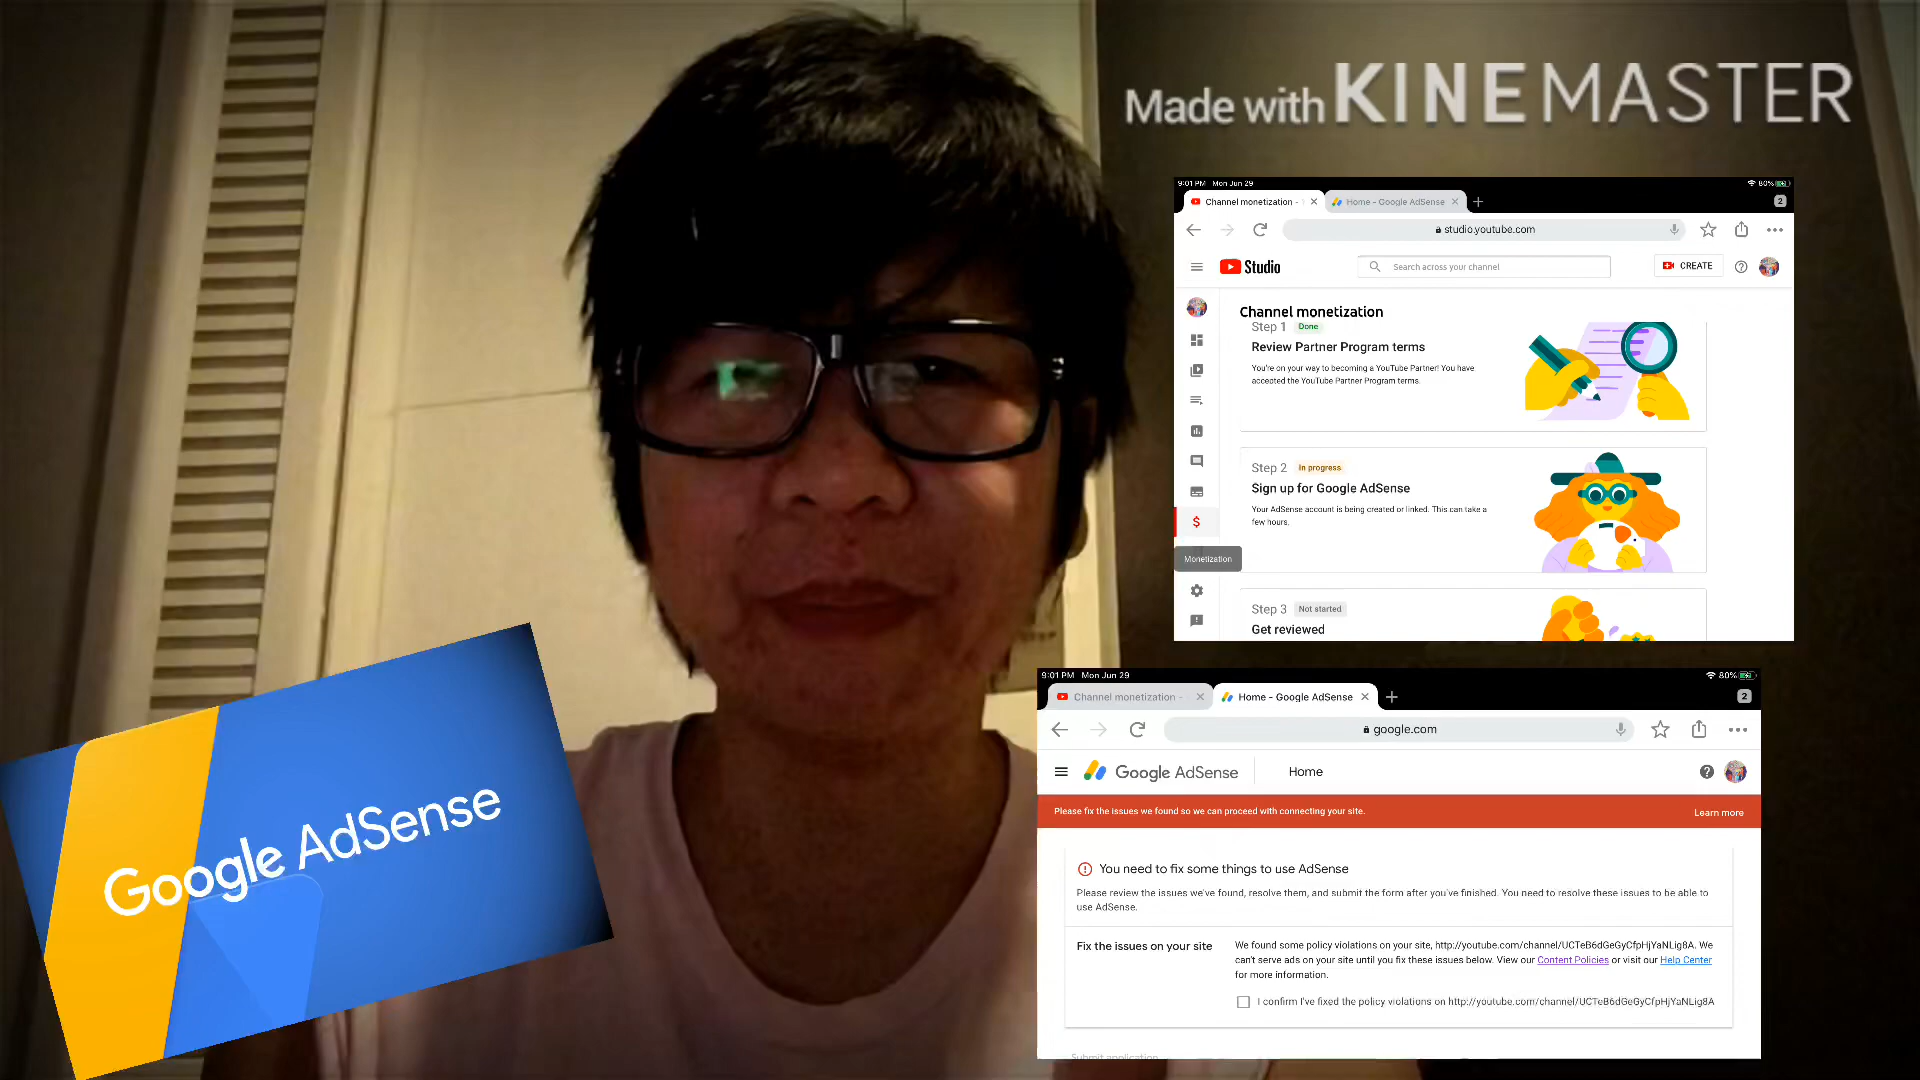 Made with KINEMASTER
9:01 PM Mon Jun 29
80%
Channel monetization -
Home - Google AdSense
2
studio.youtube.com
Studio
Search across your channel
CREATE
Channel monetization
Step 1 Done
Review Partner Program terms
You're on your way to becoming a YouTube Partner! You have
accepted the YouTube Partner Program terms.
Step 2 In progress
Sign up for Google AdSense
Your AdSense account is being created or linked. This can take a
few hours.
$
Monetization
Step 3 Not started
Get reviewed
9:01 PM Mon Jun 29
80%
Channel monetization -
Home - Google AdSense
2
google.com
Google AdSense
Home
Please fix the issues we found so we can proceed with connecting your site.
Learn more
You need to fix some things to use AdSense
Please review the issues we've found, resolve them, and submit the form after you've finished. You need to resolve these issues to be able to
use AdSense.
Fix the issues on your site
We found some policy violations on your site, http://youtube.com/channel/UCTeB6dGeGyCfpHjYaNLig8A. We
can't serve ads on your site until you fix these issues below. View our Content Policies or visit our Help Center
for more information.
I confirm I've fixed the policy violations on http://youtube.com/channel/UCTeB6dGeGyCfpHjYaNLig8A
Submit application
Google AdSense